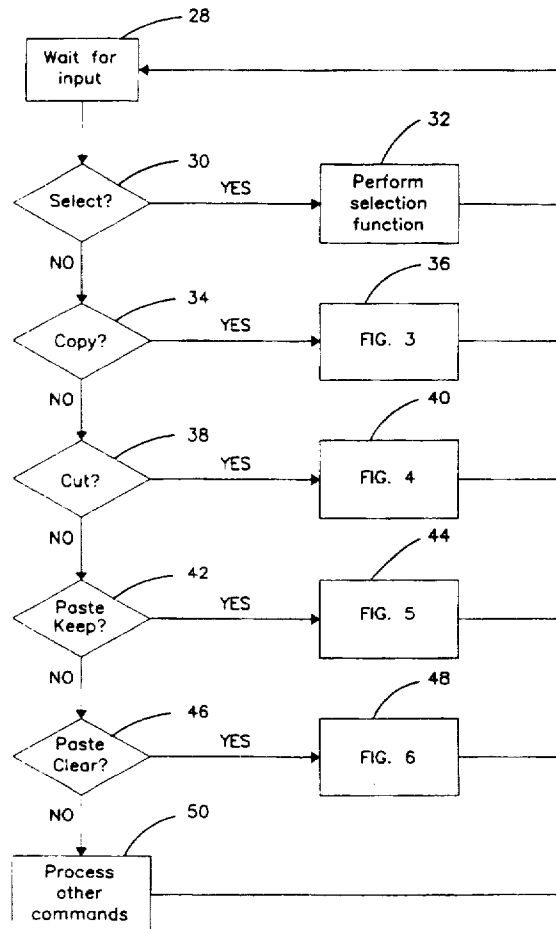 28
Wait for
input
30
32
Select?
YES
Perform
selection
function
NO
34
36
Copy?
YES
FIG. 3
NO
38
40
Cut?
YES
FIG. 4
NO
42
44
Paste
Keep?
YES
FIG. 5
NO
46
48
Paste
Clear?
YES
FIG. 6
NO
50
Process
other
commands